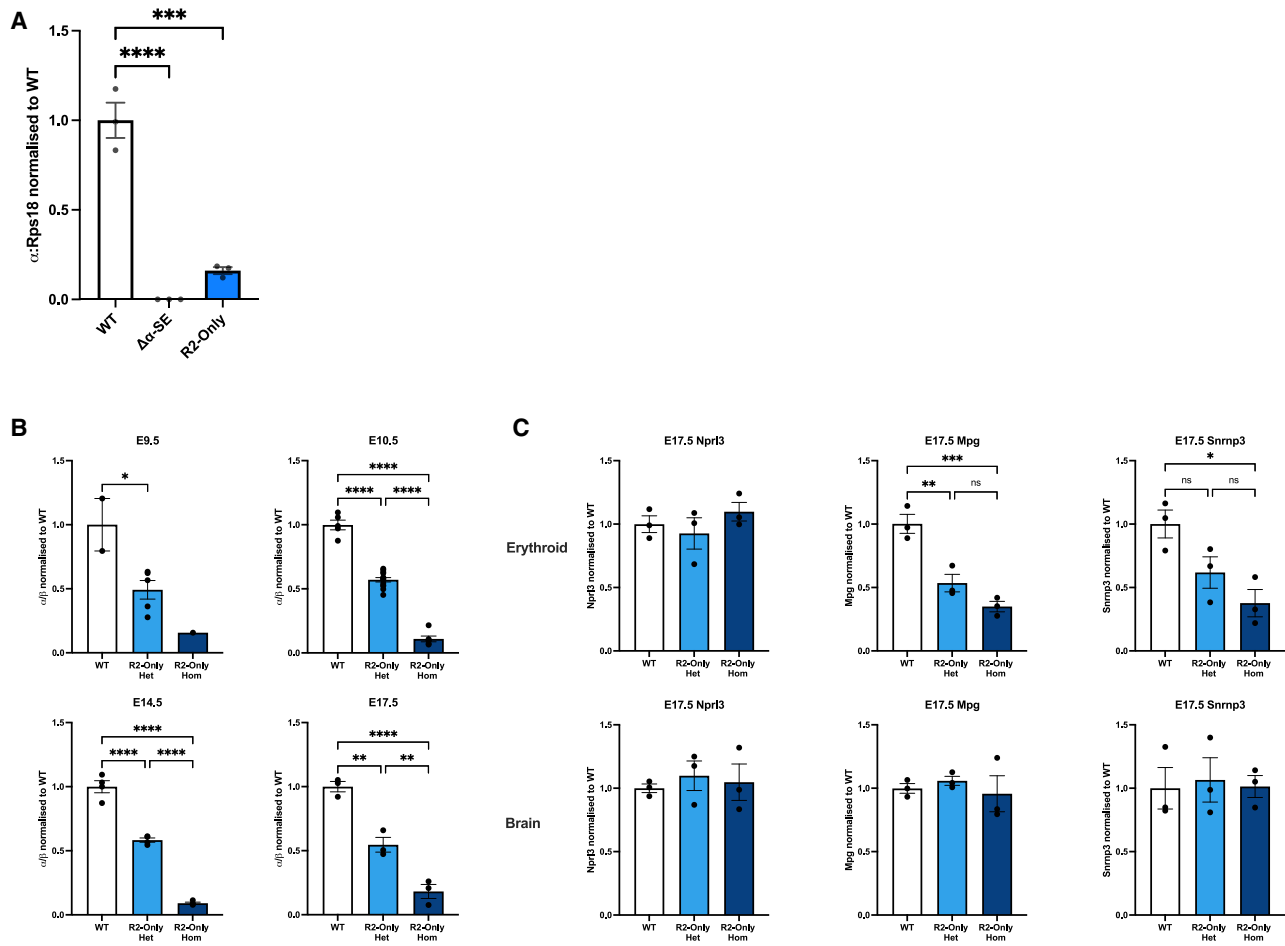 A
α:Rps18 normalised to WT
1.5
1.0
0.5
0.0
***
****
WT
Δα-SE
R2-Only
B
E9.5
α/β normalised to WT
1.5
1.0
0.5
0.0
*
WT
R2-Only
Het
R2-Only
Hom
E10.5
α/β normalised to WT
1.5
1.0
0.5
0.0
****
****
****
WT
R2-Only
Het
R2-Only
Hom
E14.5
α/β normalised to WT
1.5
1.0
0.5
0.0
****
****
****
WT
R2-Only
Het
R2-Only
Hom
E17.5
α/β normalised to WT
1.5
1.0
0.5
0.0
****
**
**
WT
R2-Only
Het
R2-Only
Hom
C
Erythroid
E17.5 Nprl3
Nprl3 normalised to WT
1.5
1.0
0.5
0.0
WT
R2-Only
Het
R2-Only
Hom
E17.5 Mpg
Mpg normalised to WT
1.5
1.0
0.5
0.0
***
**
ns
WT
R2-Only
Het
R2-Only
Hom
E17.5 Snrnp3
Snrnp3 normalised to WT
1.5
1.0
0.5
0.0
*
ns
ns
WT
R2-Only
Het
R2-Only
Hom
Brain
E17.5 Nprl3
Nprl3 normalised to WT
1.5
1.0
0.5
0.0
WT
R2-Only
Het
R2-Only
Hom
E17.5 Mpg
Mpg normalised to WT
1.5
1.0
0.5
0.0
WT
R2-Only
Het
R2-Only
Hom
E17.5 Snrnp3
Snrnp3 normalised to WT
1.5
1.0
0.5
0.0
WT
R2-Only
Het
R2-Only
Hom